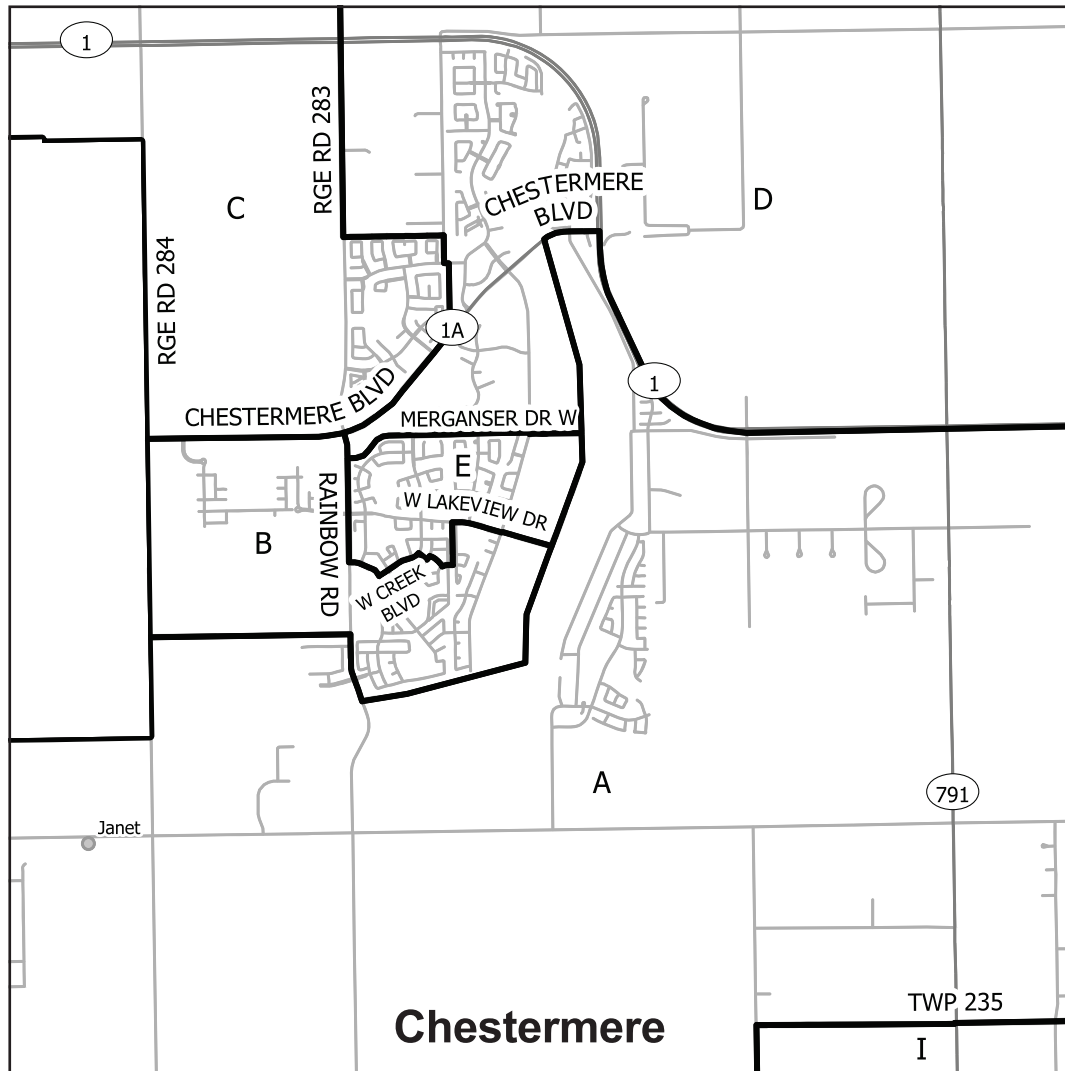 1
RGE RD 283
C
CHESTERMERE
BLVD
D
RGE RD 284
1A
1
CHESTERMERE BLVD
MERGANSER DR W
E
RAINBOW RD
W LAKEVIEW DR
B
W CREEK
BLVD
A
791
Janet
TWP 235
Chestermere
I